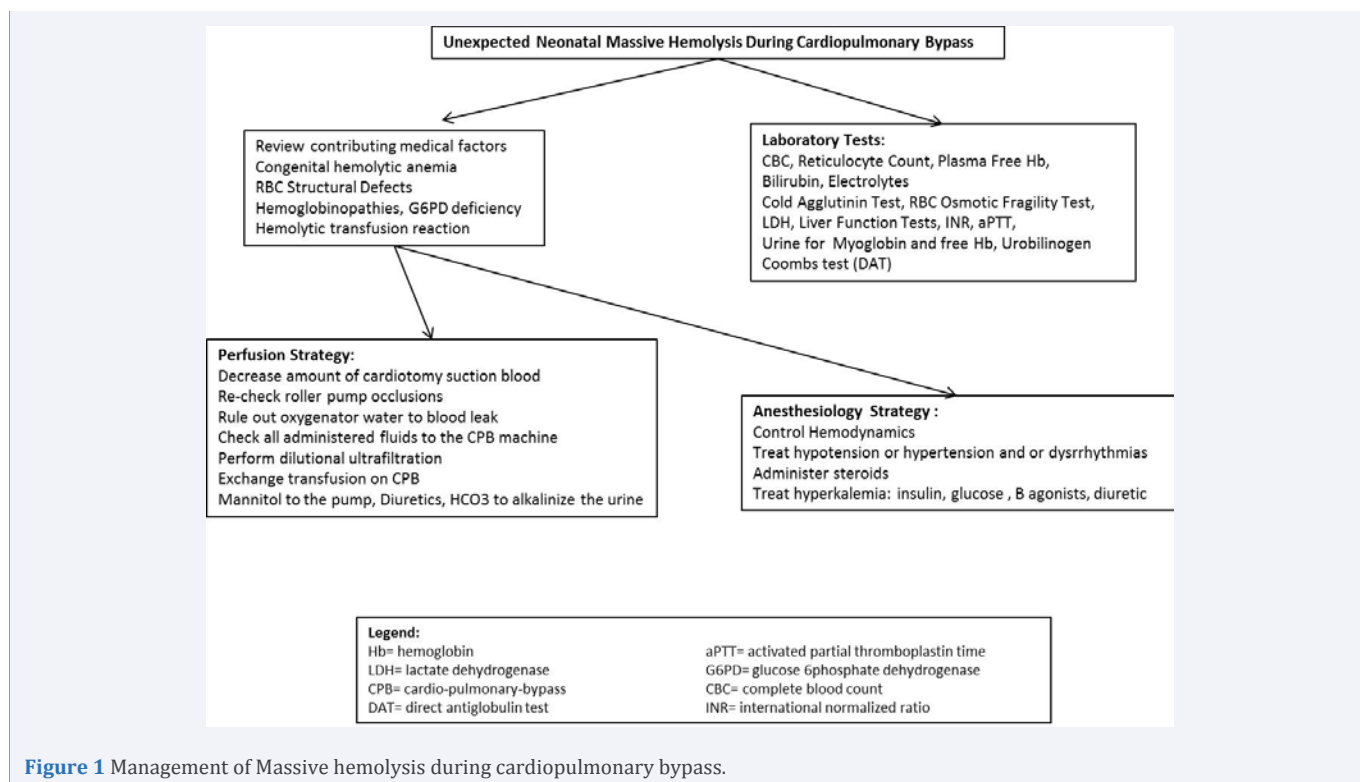 Unexpected Neonatal Massive Hemolysis During Cardiopulmonary Bypass
Review contributing medical factors
Congenital hemolytic anemia
RBC Structural Defects
Hemoglobinopathies, G6PD deficiency
Hemolytic transfusion reaction
Laboratory Tests:
CBC, Reticulocyte Count, Plasma Free Hb,
Bilirubin, Electrolytes
Cold Agglutinin Test, RBC Osmotic Fragility Test,
LDH, Liver Function Tests, INR, aPTT,
Urine for Myoglobin and free Hb, Urobilinogen
Coombs test (DAT)
Perfusion Strategy:
Decrease amount of cardiotomy suction blood
Re-check roller pump occlusions
Rule out oxygenator water to blood leak
Check all administered fluids to the CPB machine
Perform dilutional ultrafiltration
Exchange transfusion on CPB
Mannitol to the pump, Diuretics, HCO3 to alkalinize the urine
Anesthesiology Strategy :
Control Hemodynamics
Treat hypotension or hypertension and or dysrrhythmias
Administer steroids
Treat hyperkalemia: insulin, glucose , B agonists, diuretic
Legend:
Hb= hemoglobin
LDH= lactate dehydrogenase
CPB= cardio-pulmonary-bypass
DAT= direct antiglobulin test
aPTT= activated partial thromboplastin time
G6PD= glucose 6phosphate dehydrogenase
CBC= complete blood count
INR= international normalized ratio
Figure 1 Management of Massive hemolysis during cardiopulmonary bypass.